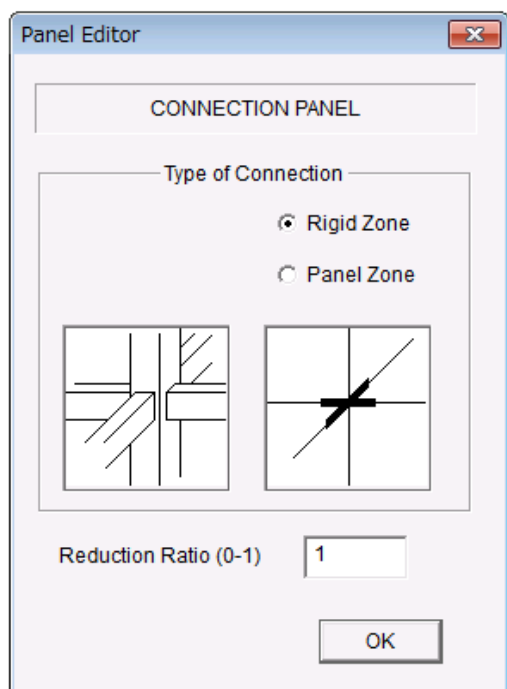 Panel Editor
CONNECTION PANEL
Type of Connection
Rigid Zone
Panel Zone
Reduction Ratio (0-1)
1
OK